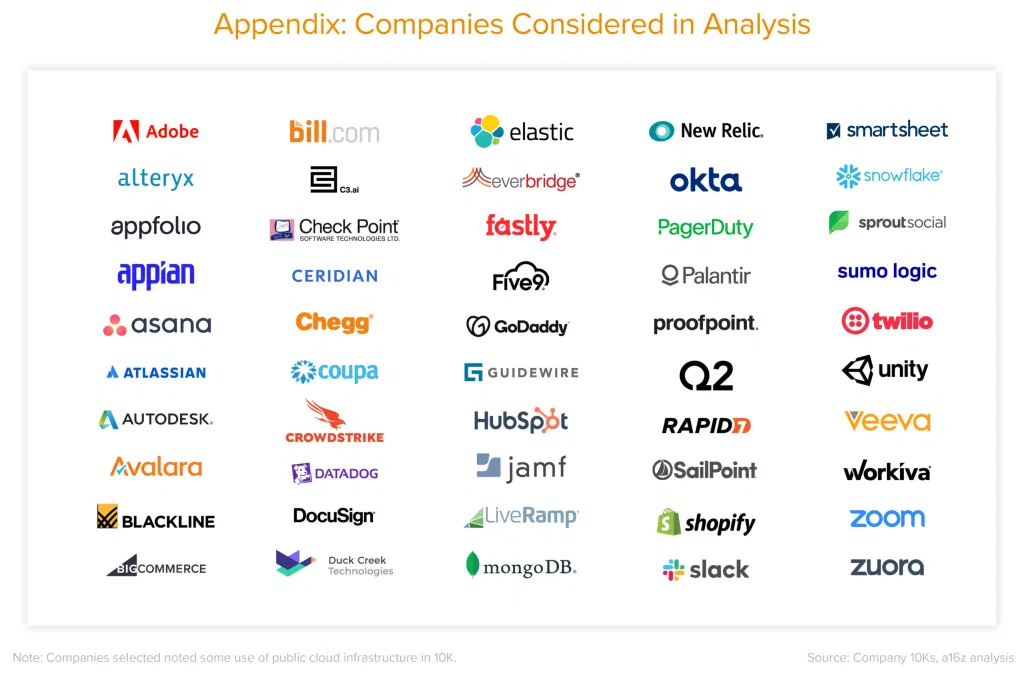 Appendix: Companies Considered in Analysis
Adobe
bill.com
elastic
New Relic.
smartsheet
alteryx
C3.ai
everbridge®
okta
snowflake®
appfolio
Check Point
SOFTWARE TECHNOLOGIES LTD.
fastly
PagerDuty
sproutsocial
appian
CERIDIAN
Five9
Palantir
sumo logic
asana
Chegg®
GoDaddy
proofpoint.
twilio
ATLASSIAN
coupa
GUIDEWIRE
Q2
unity
AUTODESK.
CROWDSTRIKE
HubSpot
RAPID7
Veeva
Avalara
DATADOG
jamf
SailPoint
workiva
BLACKLINE
DocuSign
LiveRamp
shopify
zoom
BIGCOMMERCE
Duck Creek
Technologies
mongoDB.
slack
zuora
Note: Companies selected noted some use of public cloud infrastructure in 10K.
Source: Company 10Ks, a16z analysis